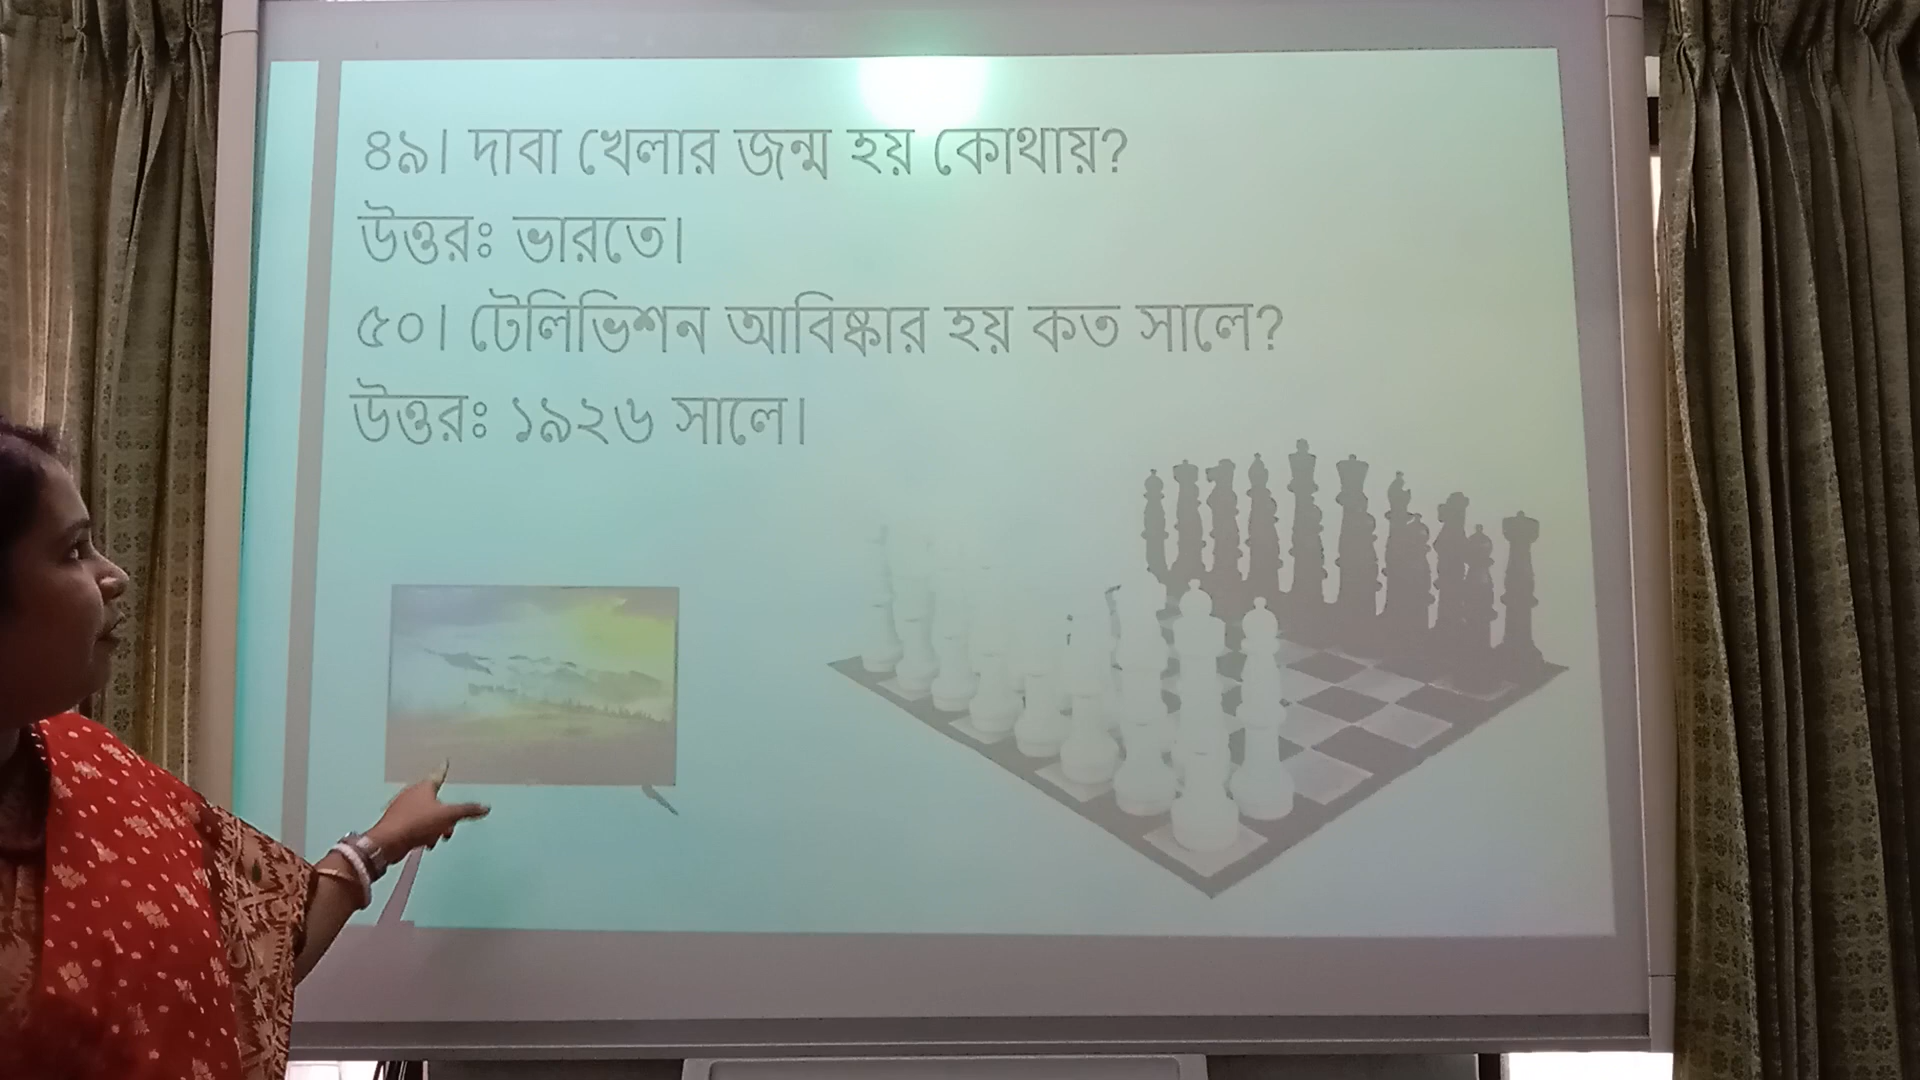 ৪৯। দাবা খেলার জন্ম হয় কোথায়?
উত্তরঃ ভারতে।
৫০। টেলিভিশন আবিষ্কার হয় কত সালে?
উত্তরঃ ১৯২৬ সালে।